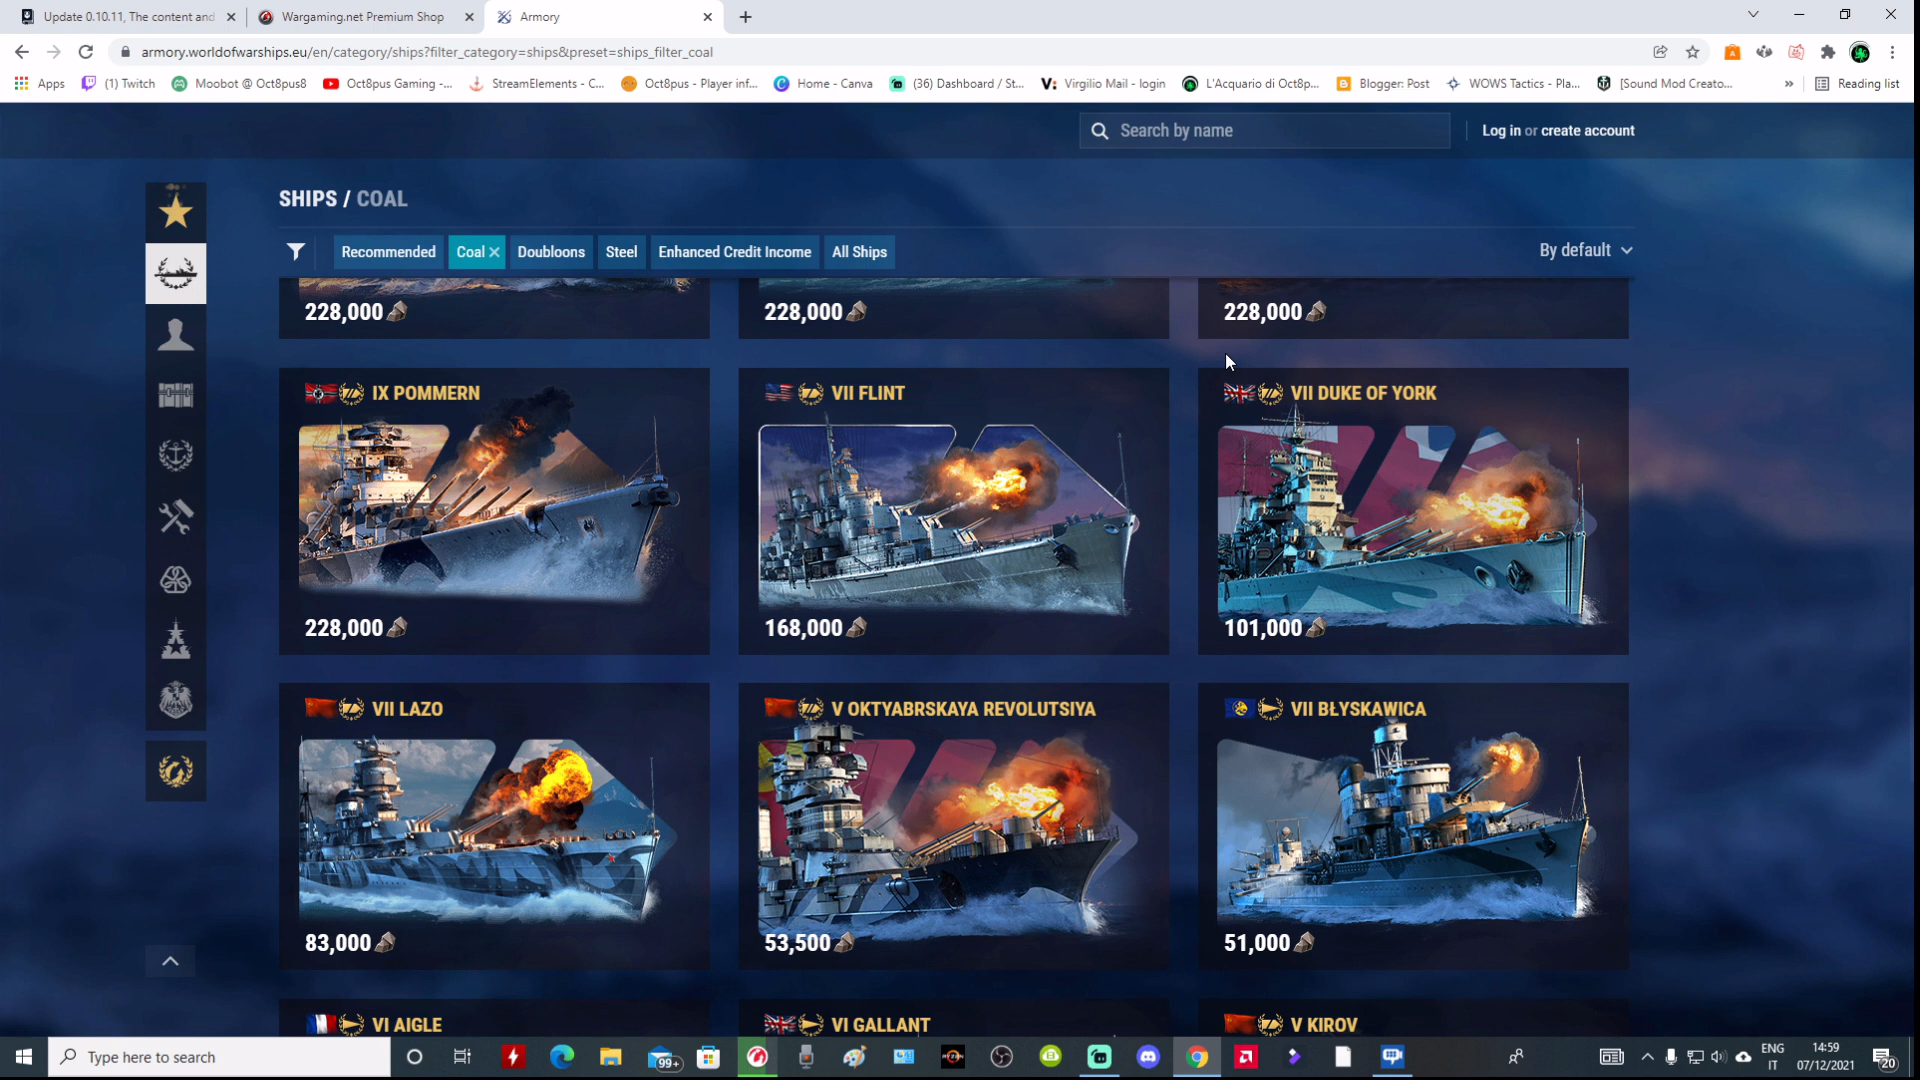 Update 0.10.11, The content and
Wargaming.net Premium Shop
Armory
armory.worldofwarships.eu/en/category/ships?filter_category=ships&preset=ships_filter_coal
Apps
(1) Twitch
Moobot @ Oct8pus8
Oct8pus Gaming -...
StreamElements - C...
Oct8pus - Player inf...
Home - Canva
(36) Dashboard / St...
Virgilio Mail - login
L'Acquario di Oct8p...
Blogger: Post
WOWS Tactics - Pla...
[Sound Mod Creato...
»
Reading list
Search by name
Log in or create account
SHIPS / COAL
Recommended
Coal
Doubloons
Steel
Enhanced Credit Income
All Ships
By default
228,000
228,000
228,000
IX POMMERN
VII FLINT
VII DUKE OF YORK
228,000
168,000
101,000
VII LAZO
V OKTYABRSKAYA REVOLUTSIYA
VII BŁYSKAWICA
83,000
53,500
51,000
VI AIGLE
VI GALLANT
V KIROV
Type here to search
99+
RYZEN
ENG
IT
14:59
07/12/2021
20